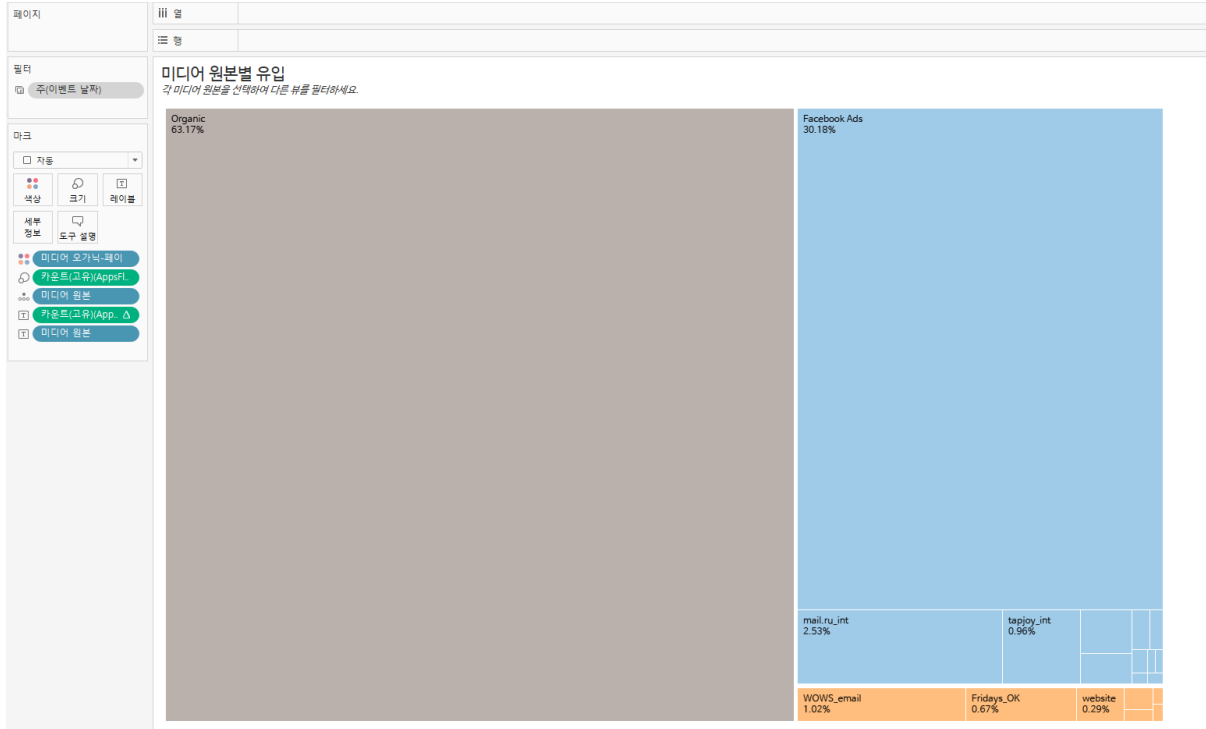 페이지
열
행
필터
주(이벤트 날짜)
마크
자동
색상
크기
레이블
세부
정보
도구 설명
미디어 오가닉-페이
카운트(고유)(AppsFl..
미디어 원본
카운트(고유)(App.. Δ
미디어 원본
미디어 원본별 유입
각 미디어 원본을 선택하여 다른 뷰를 필터하세요.
Organic
63.17%
Facebook Ads
30.18%
mail.ru_int
2.53%
tapjoy_int
0.96%
WOWS_email
1.02%
Fridays_OK
0.67%
website
0.29%